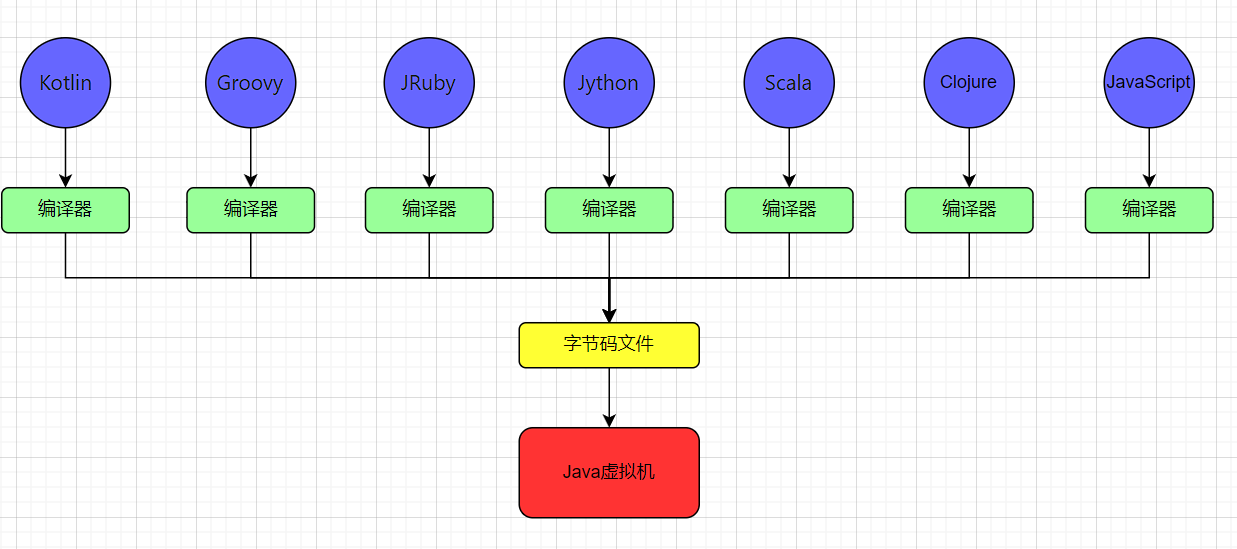 Kotlin
Groovy
JRuby
Jython
Scala
Clojure
JavaScript
编译器
编译器
编译器
编译器
编译器
编译器
编译器
字节码文件
Java虚拟机